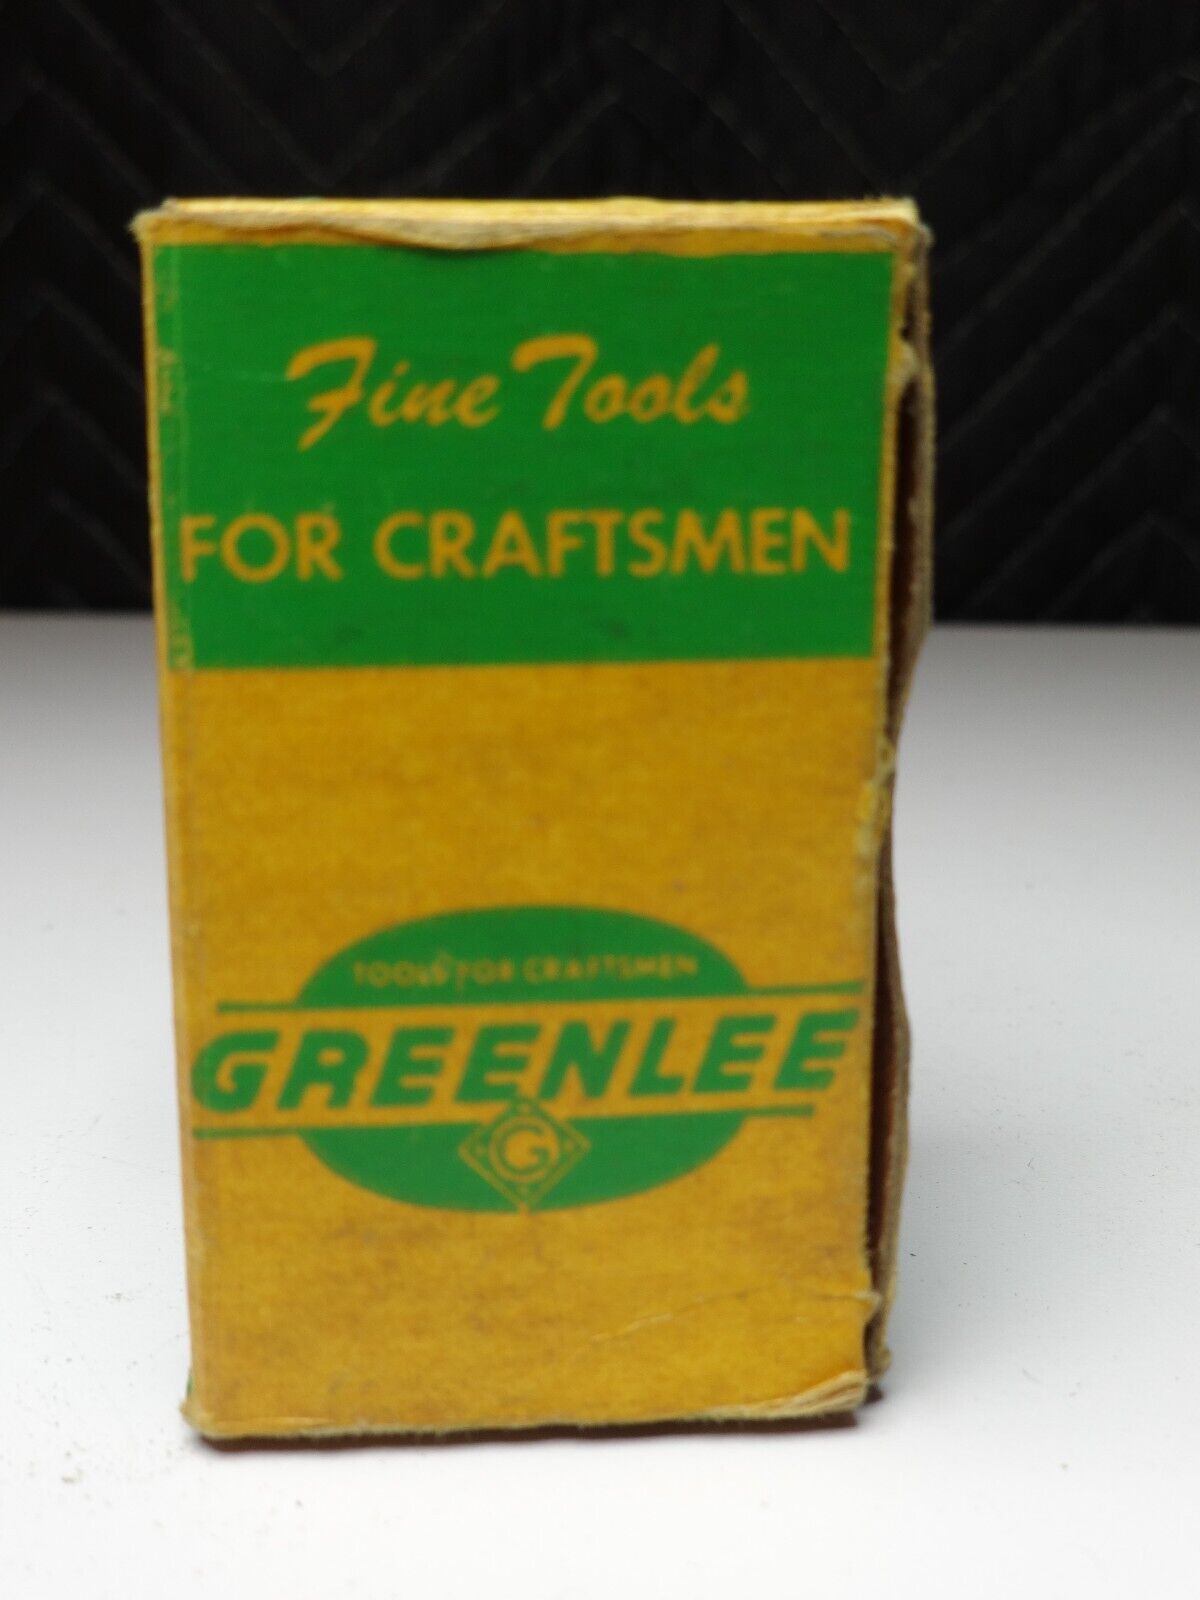 Fine Tools
FOR CRAFTSMEN
TOOLS FOR CRAFTSMEN
GREENLEE
G